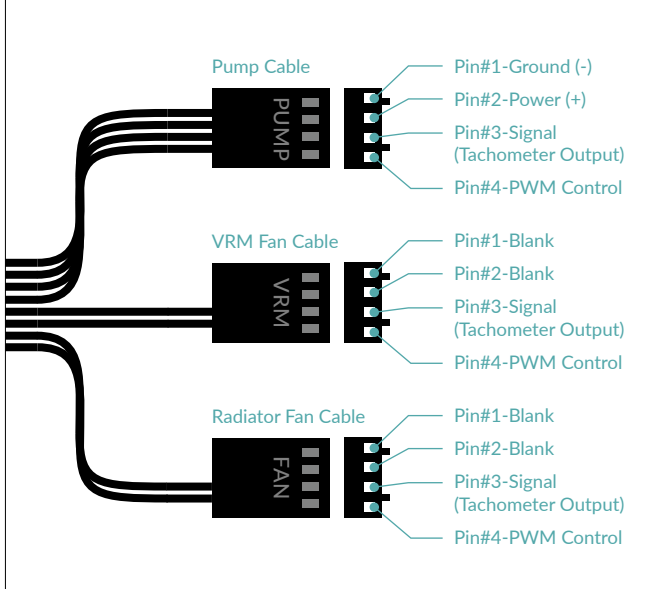 Pump Cable
PUMP
Pin#1-Ground (-)
Pin#2-Power (+)
Pin#3-Signal
(Tachometer Output)
Pin#4-PWM Control
VRM Fan Cable
VRM
Pin#1-Blank
Pin#2-Blank
Pin#3-Signal
(Tachometer Output)
Pin#4-PWM Control
Radiator Fan Cable
FAN
Pin#1-Blank
Pin#2-Blank
Pin#3-Signal
(Tachometer Output)
Pin#4-PWM Control